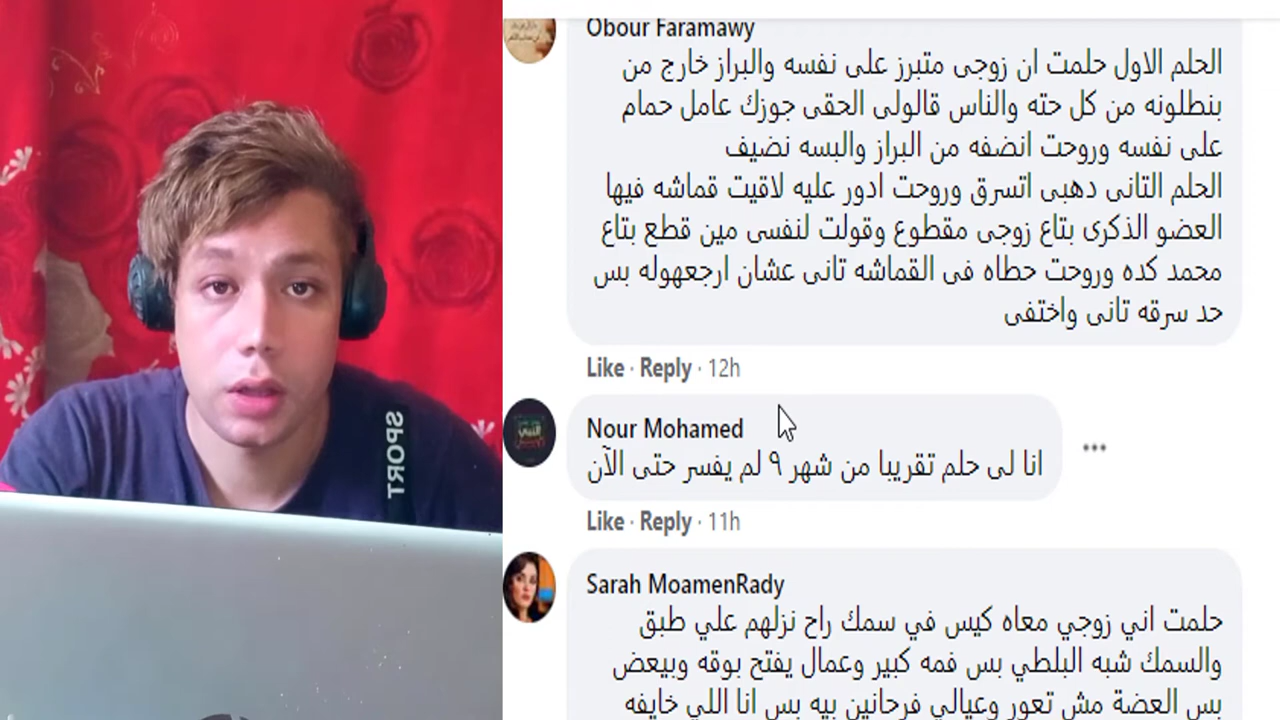 SPORT
Obour Faramawy
الحلم الاول حلمت ان زوجى متبرز على نفسه والبراز خارج من
بنطلونه من كل حته والناس قالولى الحقى جوزك عامل حمام
على نفسه وروحت انضفه من البراز والبسه نضيف
الحلم التانى دهبى اتسرق وروحت ادور عليه لاقيت قماشه فيها
العضو الذكرى بتاع زوجى مقطوع وقولت لنفسى مين قطع بتاع
محمد كده وروحت حطاه فى القماشه تانى عشان ارجعهوله بس
حد سرقه تانى واختفى
Like · Reply · 12h
Nour Mohamed
انا لى حلم تقريبا من شهر ٩ لم يفسر حتى الآن
Like · Reply · 11h
Sarah MoamenRady
حلمت اني زوجي معاه كيس في سمك راح نزلهم علي طبق
والسمك شبه البلطي بس فمه كبير وعمال يفتح بوقه وبيعض
بس العضة مش تعور وعيالي فرحانين بيه بس انا اللي خايفه